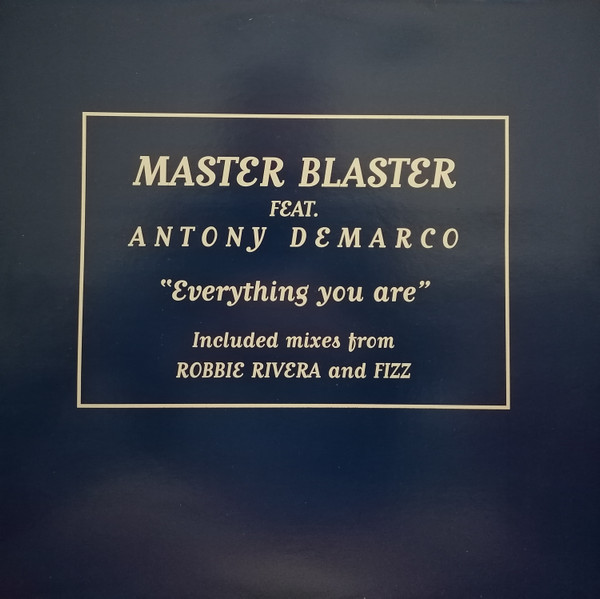 MASTER BLASTER
FEAT.
ANTONY DEMARCO
“Everything you are”
Included mixes from
ROBBIE RIVERA and FIZZ